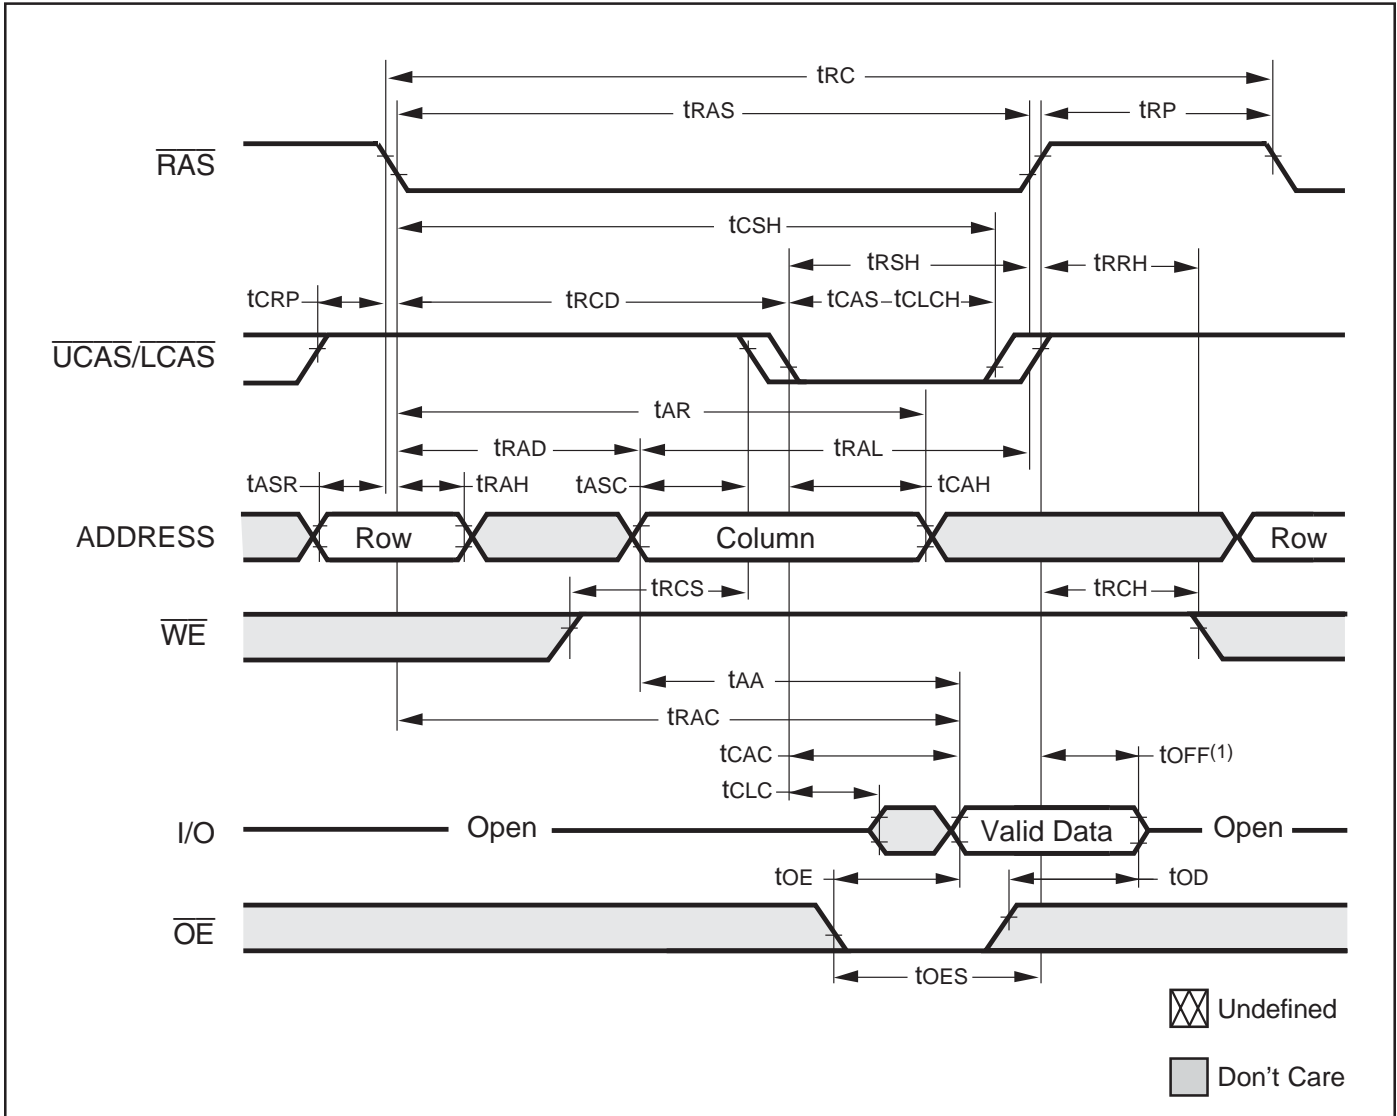 tRC
tRAS
tRP
RAS
tCSH
tRSH
tRRH
tCRP
tRCD
tCAS
tCLCH
UCAS/LCAS
tAR
tRAD
tRAL
tASR
tRAH
tASC
tCAH
ADDRESS
Row
Column
Row
tRCS
tRCH
WE
tAA
tRAC
tCAC
tOFF(1)
tCLC
I/O
Open
Valid Data
Open
tOE
tOD
OE
tOES
Undefined
Don't Care